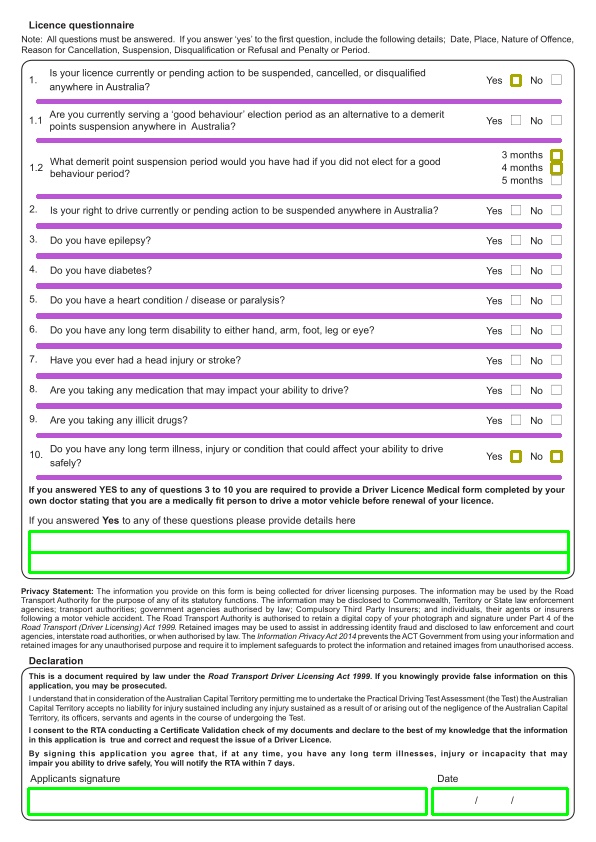 Licence questionnaire
Note: All questions must be answered. If you answer ‘yes’ to the first question, include the following details; Date, Place, Nature of Offence,
Reason for Cancellation, Suspension, Disqualification or Refusal and Penalty or Period.
1. Is your licence currently or pending action to be suspended, cancelled, or disqualified
anywhere in Australia? Yes No
1.1 Are you currently serving a ‘good behaviour’ election period as an alternative to a demerit
points suspension anywhere in Australia? Yes No
1.2 What demerit point suspension period would you have had if you did not elect for a good
behaviour period?
3 months
4 months
5 months
2. Is your right to drive currently or pending action to be suspended anywhere in Australia? Yes No
3. Do you have epilepsy? Yes No
4. Do you have diabetes? Yes No
5. Do you have a heart condition / disease or paralysis? Yes No
6. Do you have any long term disability to either hand, arm, foot, leg or eye? Yes No
7. Have you ever had a head injury or stroke? Yes No
8. Are you taking any medication that may impact your ability to drive? Yes No
9. Are you taking any illicit drugs? Yes No
10. Do you have any long term illness, injury or condition that could affect your ability to drive
safely? Yes No
If you answered YES to any of questions 3 to 10 you are required to provide a Driver Licence Medical form completed by your
own doctor stating that you are a medically fit person to drive a motor vehicle before renewal of your licence.
If you answered Yes to any of these questions please provide details here
Privacy Statement: The information you provide on this form is being collected for driver licensing purposes. The information may be used by the Road
Transport Authority for the purpose of any of its statutory functions. The information may be disclosed to Commonwealth, Territory or State law enforcement
agencies; transport authorities; government agencies authorised by law; Compulsory Third Party Insurers; and individuals, their agents or insurers
following a motor vehicle accident. The Road Transport Authority is authorised to retain a digital copy of your photograph and signature under Part 4 of the
Road Transport (Driver Licensing) Act 1999. Retained images may be used to assist in addressing identity fraud and disclosed to law enforcement and court
agencies, interstate road authorities, or when authorised by law. The Information Privacy Act 2014 prevents the ACT Government from using your information and
retained images for any unauthorised purpose and require it to implement safeguards to protect the information and retained images from unauthorised access.
Declaration
This is a document required by law under the Road Transport Driver Licensing Act 1999. If you knowingly provide false information on this
application, you may be prosecuted.
I understand that in consideration of the Australian Capital Territory permitting me to undertake the Practical Driving Test Assessment (the Test) the Australian
Capital Territory accepts no liability for injury sustained including any injury sustained as a result of or arising out of the negligence of the Australian Capital
Territory, its officers, servants and agents in the course of undergoing the Test.
I consent to the RTA conducting a Certificate Validation check of my documents and declare to the best of my knowledge that the information
in this application is true and correct and request the issue of a Driver Licence.
By signing this application you agree that, if at any time, you have any long term illnesses, injury or incapacity that may
impair you ability to drive safely, You will notify the RTA within 7 days.
Applicants signature Date
/ /